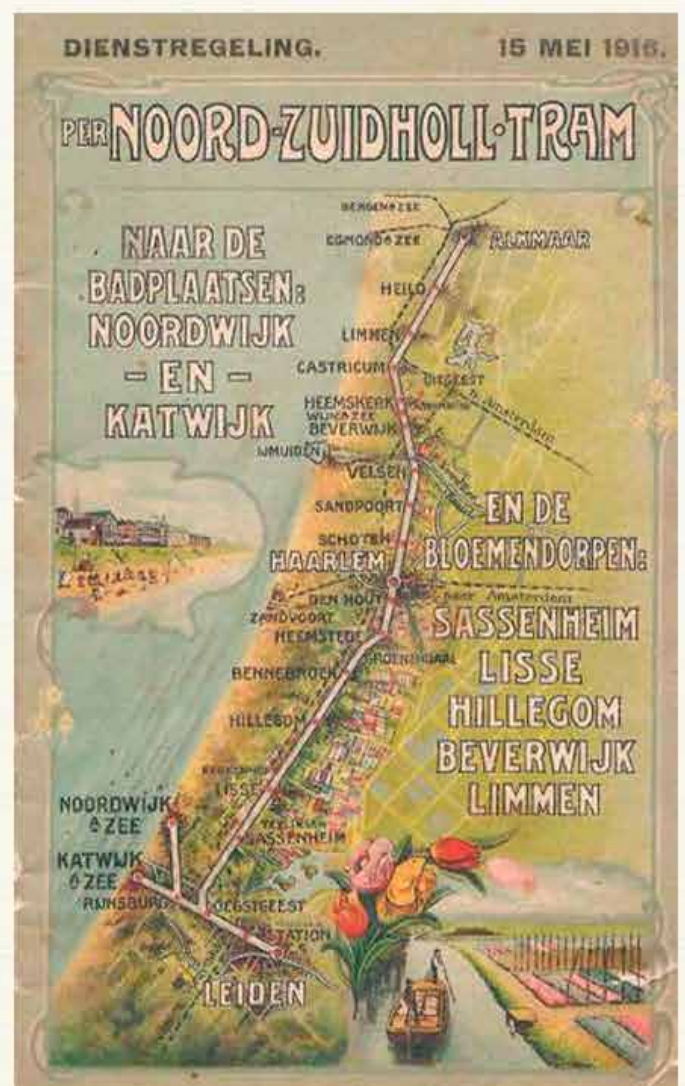 DIENSTREGELING. 15 MEI 1916.
PER NOORD-ZUIDHOLL·TRAM
NAAR DE
BADPLAATSEN:
NOORDWIJK
- EN -
KATWIJK
BERGEN a ZEE
EGMOND a ZEE
ALKMAAR
HEILO
LIMMEN
CASTRICUM
UITGEEST
HEEMSKERK
WIJK a ZEE
BEVERWIJK
n. Amsterdam
IJMUIDEN
VELSEN
SANDPOORT
SCHOTEN
HAARLEM
EN DE
BLOEMENDORPEN:
naar Amsterdam
DEN HOUT
ZANDVOORT
HEEMSTEDE
GROENENDAAL
BENNEBROEK
HILLEGOM
LISSE
SASSENHEIM
SASSENHEIM
LISSE
HILLEGOM
BEVERWIJK
LIMMEN
NOORDWIJK
a ZEE
KATWIJK
a ZEE
RIJNSBURG
OEGSTGEEST
STATION
LEIDEN